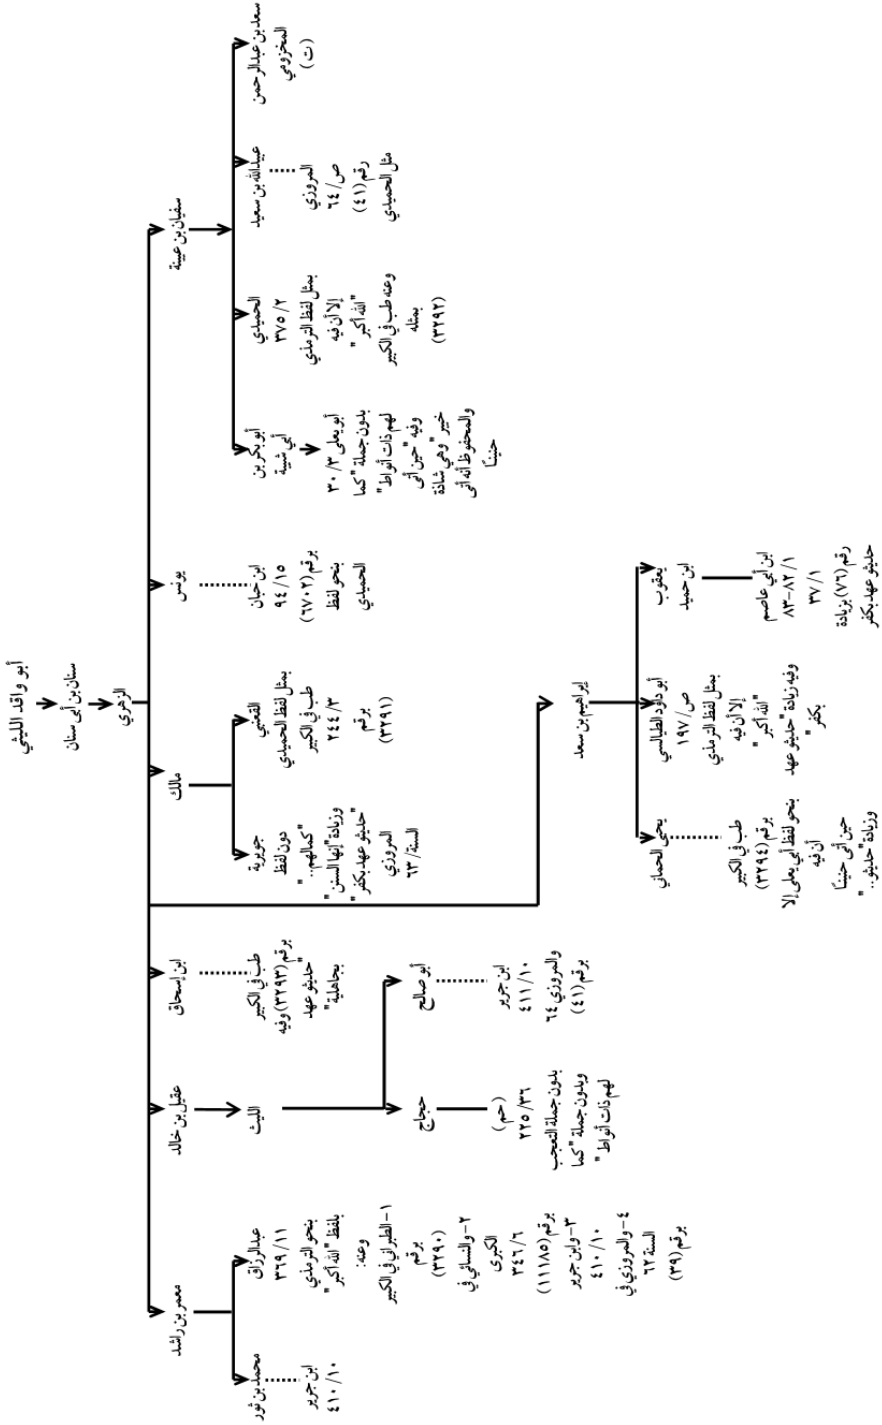 أبو واقد الليثي
سنان بن أبي سنان
الزهري
سفيان بن عيينة
سعد بن عبدالرحمن
المخزومي
(ت)
عبيدالله بن سعيد
المروزي
رقم (٤١)
ص/ ٦٤
مثل الحميدي
الحميدي
٢/ ٣٧٥
بمثل لفظ الترمذي
إلا أن فيه
"الله أكبر"
وعنه طب في الكبير
بمثله
(٣٢٩٢)
أبو بكر بن
أبي شيبة
أبو يعلى ٣/ ٣٠
بدون جملة "كما
لهم ذات أنواط"
وفيه "حين أتى
خيبر" وهي شاذة
والمحفوظ أنه أتى
حنينًا
يونس
ابن حبان
١٥/ ٩٤
برقم (٦٧٠٢)
نحو لفظ
الحميدي
مالك
القعنبي
بمثل لفظ الحميدي
طب في الكبير
٣/ ٢٤٤
برقم
(٣٢٩١)
جويرية
دون لفظ
"كمالهم.."
وزيادة "إنها السنن"
"حديثو عهد بكفر"
المروزي
السنة/ ٦٣
إبراهيم بن سعد
يعقوب
ابن حميد
ابن أبي عاصم
١/ ٨٢-٨٣
١/ ٣٧
رقم (٧٦) بزيادة
حديثو عهد بكفر
أبو داود الطيالسي
ص/ ١٩٧
بمثل لفظ الترمذي
إلا أن فيه
"الله أكبر"
وفيه زيادة "حديثو عهد
بكفر"
يحيى الحماني
طب في الكبير
برقم (٣٢٩٤)
بنحو لفظ أبي يعلى إلا
أن فيه
حين أتى حنينًا
وزيادة "حديثو.."
ابن إسحاق
طب في الكبير
برقم (٣٢٩٣) وفيه
"حديثو عهد
بجاهلية"
عقيل بن خالد
الليث
أبو صالح
ابن جرير
١٠/ ٤١١
والمروزي ٦٤
برقم (٤١)
حجاج
(حم)
٣٦/ ٢٢٥
بدون جملة التعجب
وبدون جملة "كما
لهم ذات أنواط"
معمر بن راشد
عبدالرزاق
١١/ ٣٦٩
بنحو الترمذي
بلفظ "الله أكبر"
وعنه:
١- الطبراني في الكبير
برقم
(٣٢٩٠)
٢- والنسائي في
الكبرى
٦/ ٣٤٦
برقم (١١١٨٥)
٣- وابن جرير
١٠/ ٤١٠
٤- والمروزي في
السنة ٦٢
برقم (٣٩)
محمد بن ثور
ابن جرير
١٠/ ٤١٠